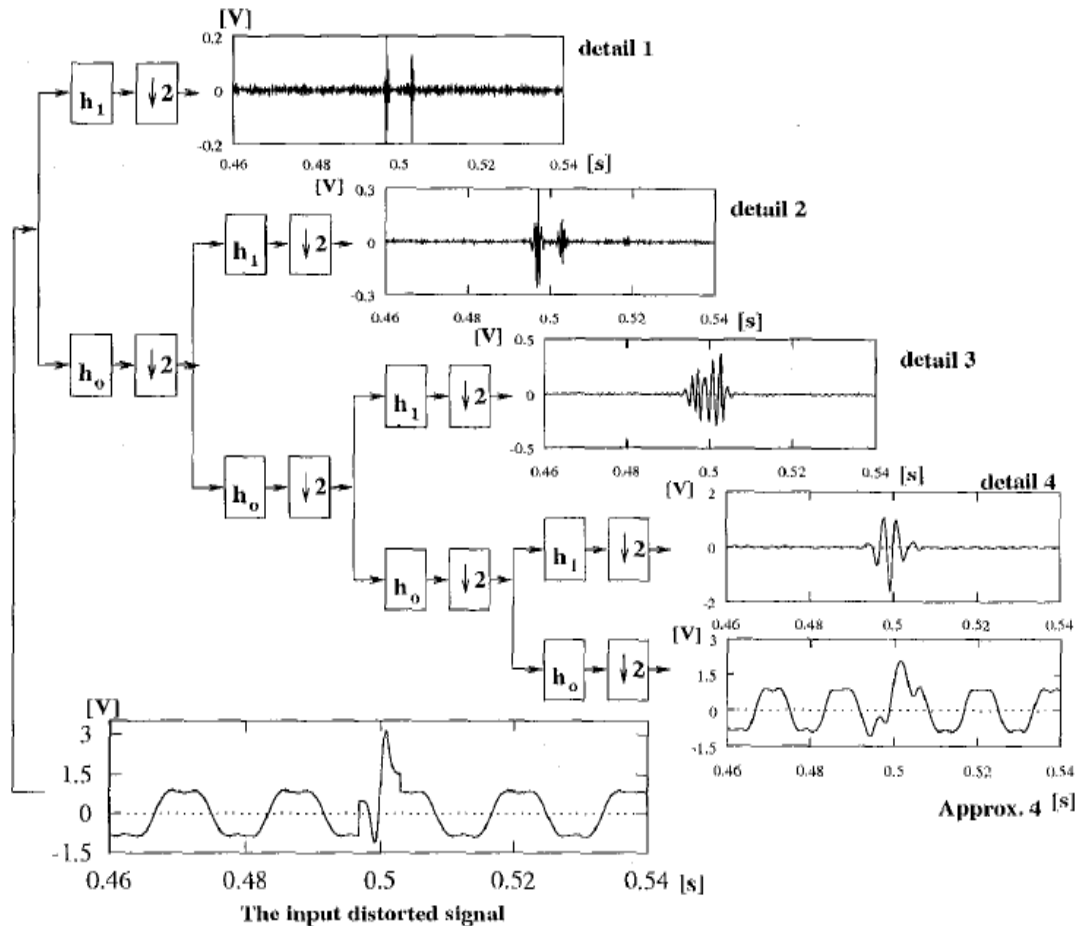 [V]
0.2
0
-0.2
0.46 0.48 0.5 0.52 0.54 [s]
detail 1
h1 ↓2
[V]
0.3
0
-0.3
0.46 0.48 0.5 0.52 0.54 [s]
detail 2
h1 ↓2
ho ↓2
[V]
0.5
0
-0.5
0.46 0.48 0.5 0.52 0.54 [s]
detail 3
h1 ↓2
ho ↓2
[V]
2
0
-2
0.46 0.48 0.5 0.52 0.54
detail 4
h1 ↓2
ho ↓2
[V]
3
1.5
0
-1.5
0.46 0.48 0.5 0.52 0.54
Approx. 4 [s]
ho ↓2
[V]
3
1.5
0
-1.5
0.46 0.48 0.5 0.52 0.54 [s]
The input distorted signal